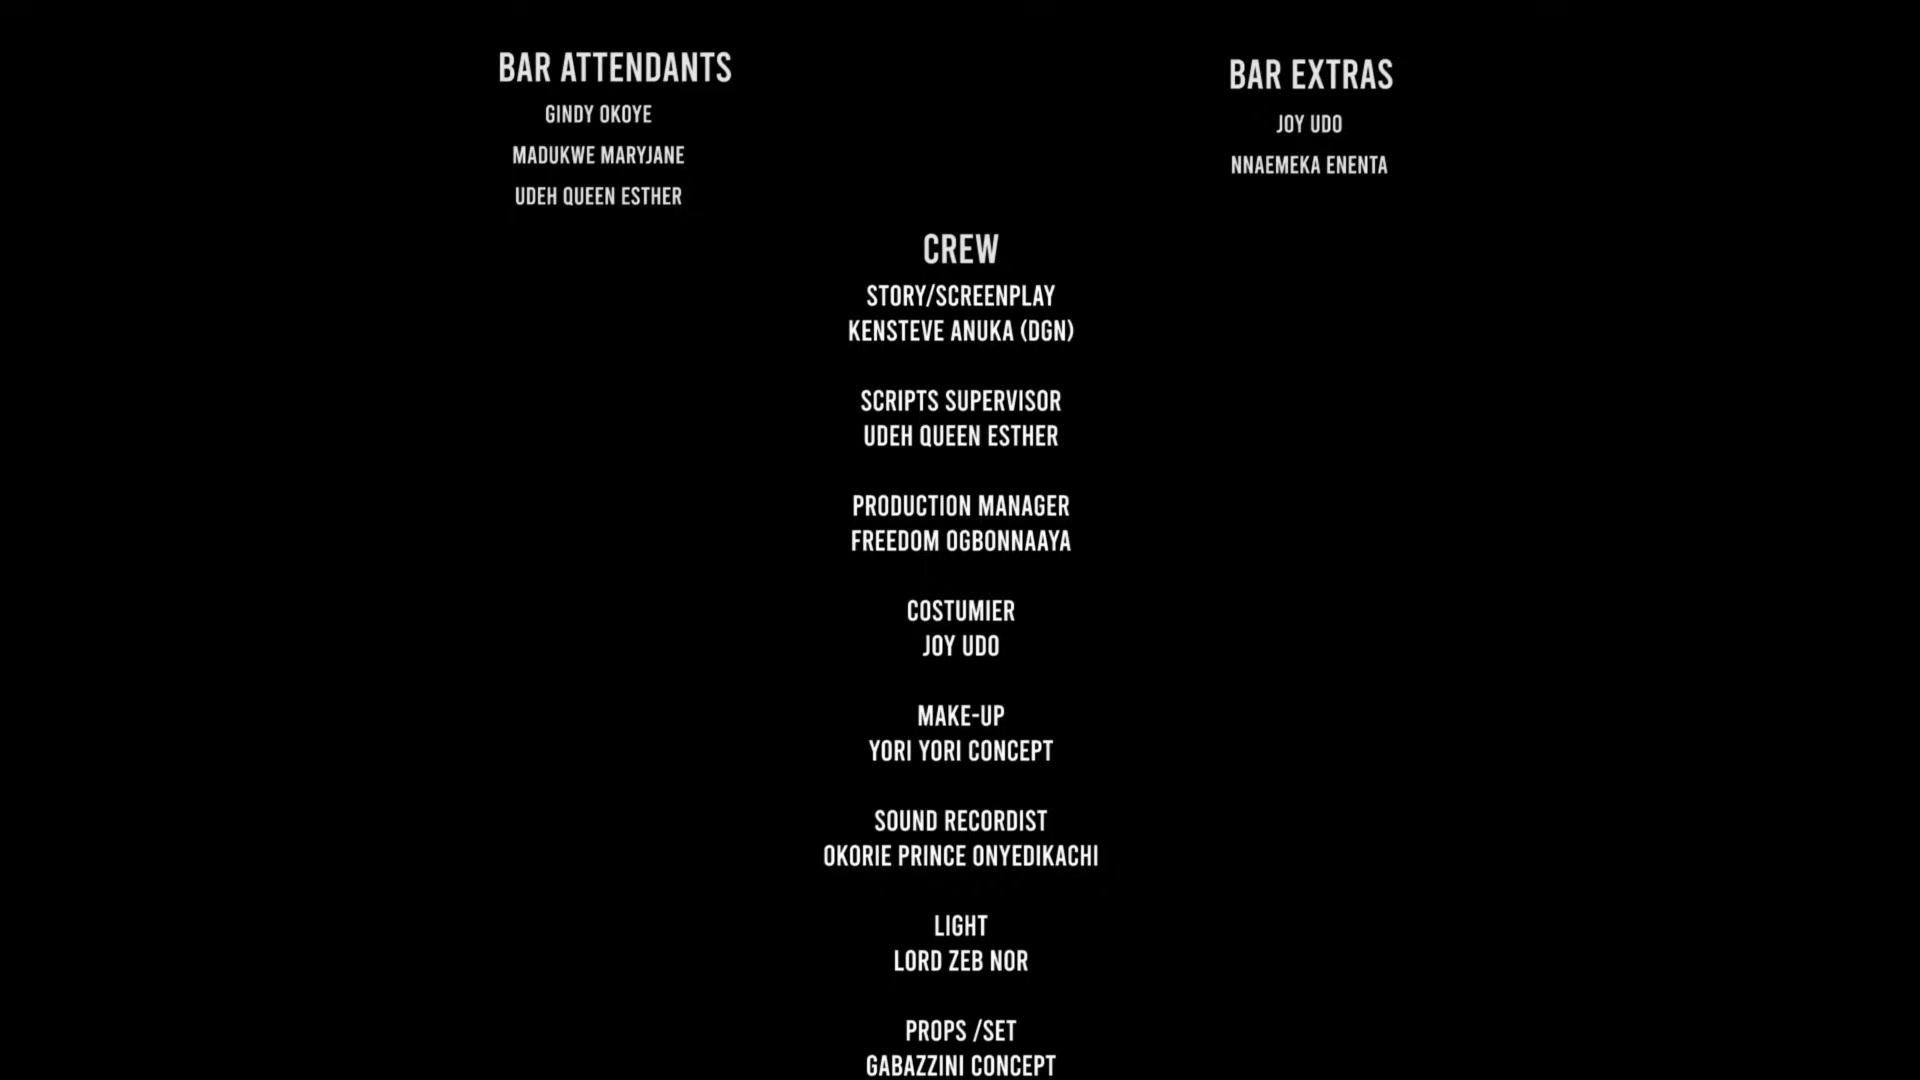 BAR ATTENDANTS
GINDY OKOYE
MADUKWE MARYJANE
UDEH QUEEN ESTHER
BAR EXTRAS
JOY UDO
NNAEMEKA ENENTA
CREW
STORY/SCREENPLAY
KENSTEVE ANUKA (DGN)
SCRIPTS SUPERVISOR
UDEH QUEEN ESTHER
PRODUCTION MANAGER
FREEDOM OGBONNAAYA
COSTUMIER
JOY UDO
MAKE-UP
YORI YORI CONCEPT
SOUND RECORDIST
OKORIE PRINCE ONYEDIKACHI
LIGHT
LORD ZEB NOR
PROPS /SET
GABAZZINI CONCEPT